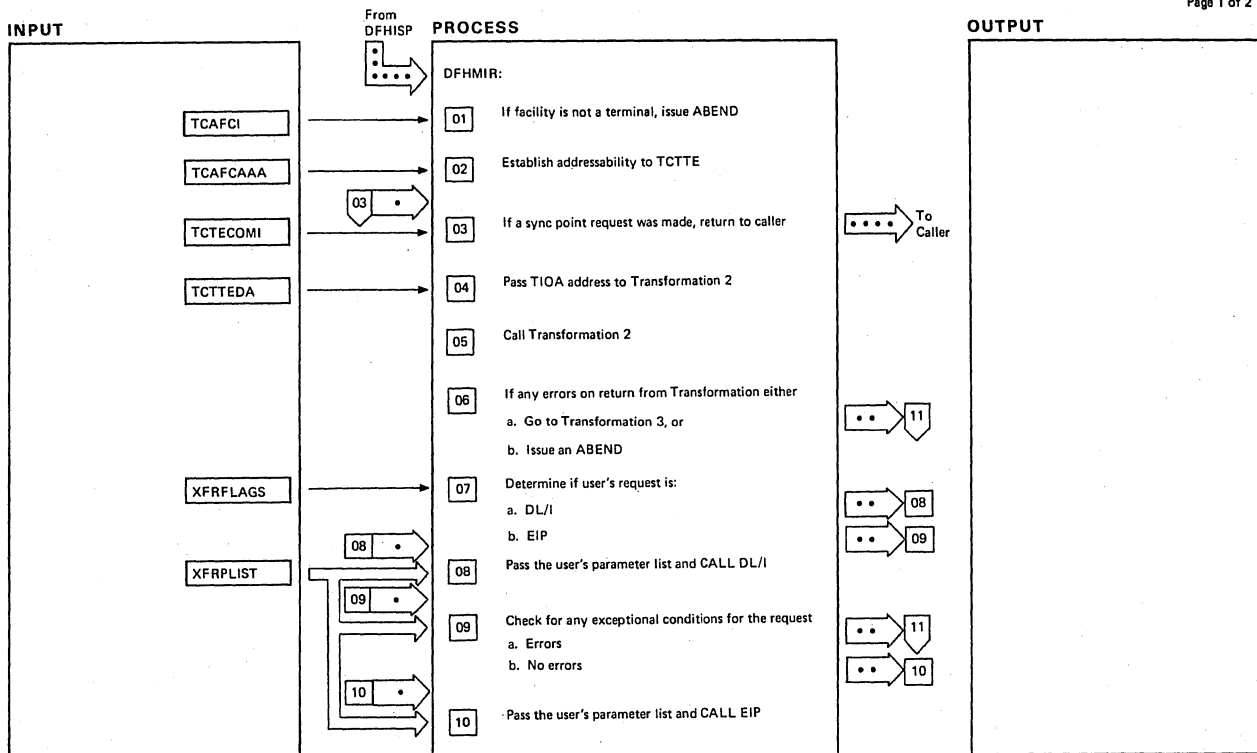 Page 1 of 2
INPUT
From
DFHISP
PROCESS
OUTPUT
DFHMIR:
TCAFCI
01 If facility is not a terminal, issue ABEND
TCAFCAAA
02 Establish addressability to TCTTE
03
TCTECOMI
03 If a sync point request was made, return to caller
To
Caller
TCTTEDA
04 Pass TIOA address to Transformation 2
05 Call Transformation 2
06 If any errors on return from Transformation either
a. Go to Transformation 3, or
11
b. Issue an ABEND
XFRFLAGS
07 Determine if user's request is:
a. DL/I
08
b. EIP
09
08
XFRPLIST
08 Pass the user's parameter list and CALL DL/I
09
09 Check for any exceptional conditions for the request
a. Errors
11
b. No errors
10
10
10 Pass the user's parameter list and CALL EIP